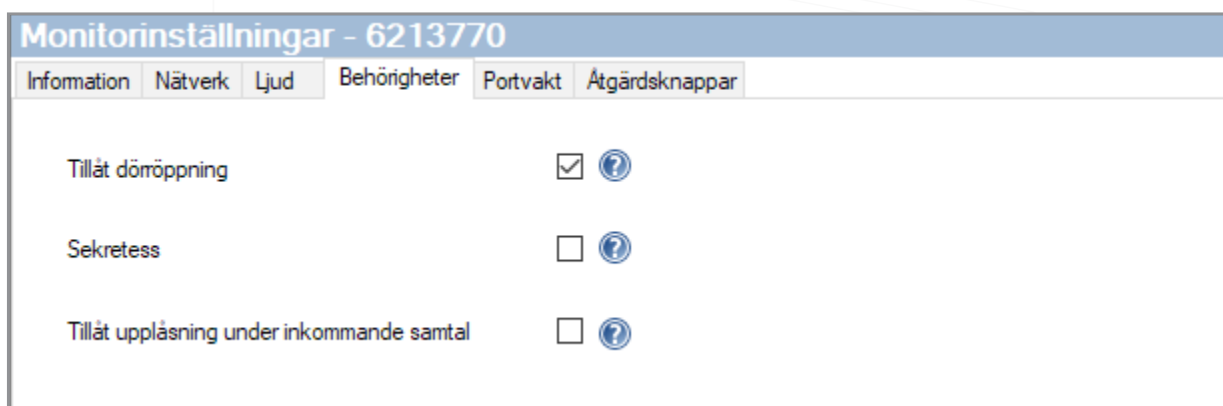 Monitorinställningar - 6213770
Information Nätverk Ljud Behörigheter Portvakt Åtgärdsknappar
Tillåt dörröppning
Sekretess
Tillåt upplåsning under inkommande samtal